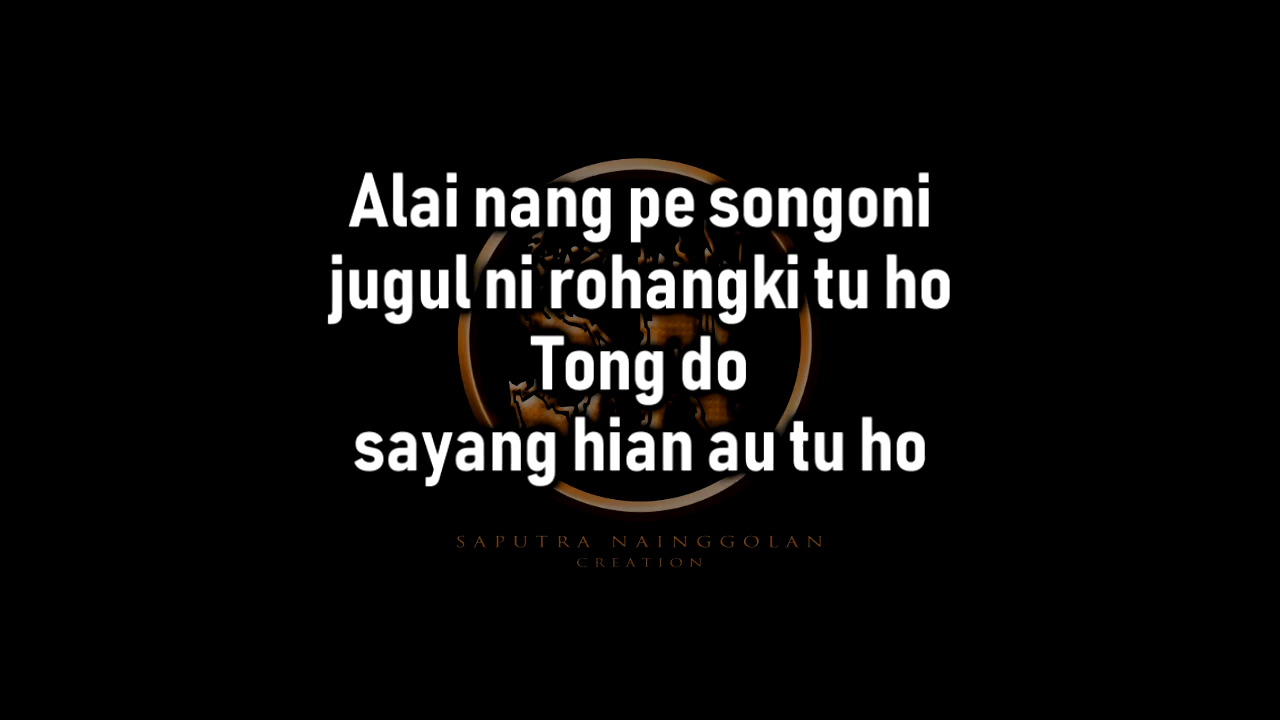 Alai nang pe songoni
jugul ni rohangki tu ho
Tong do
sayang hian au tu ho
SAPUTRA NAINGGOLAN
CREATION